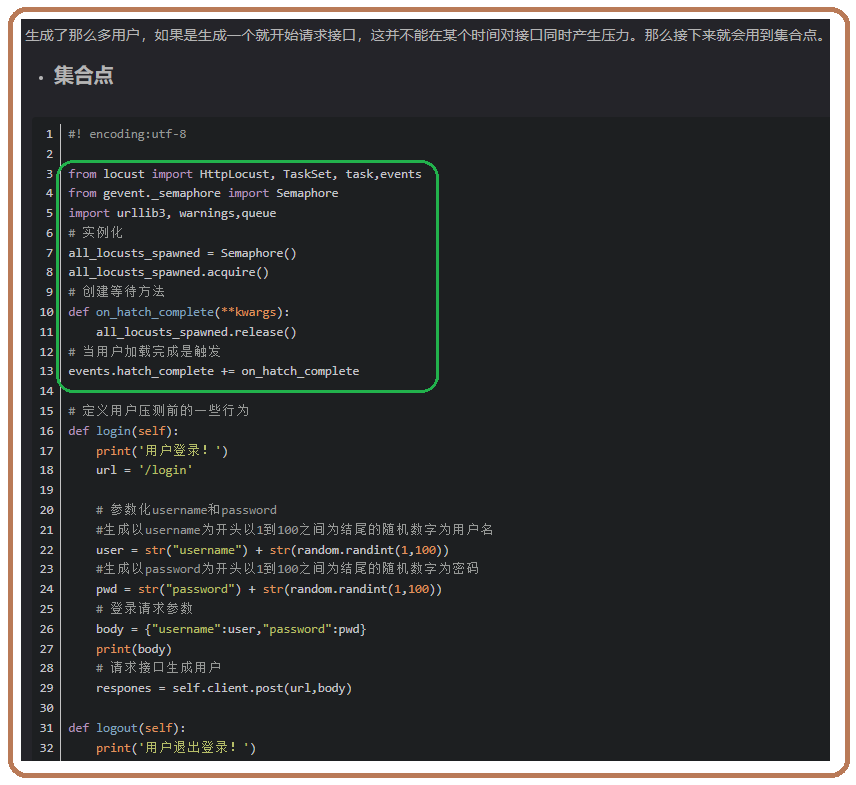 生成了那么多用户，如果是生成一个就开始请求接口，这并不能在某个时间对接口同时产生压力。那么接下来就会用到集合点。
• 集合点
1 #! encoding:utf-8
2
3 from locust import HttpLocust, TaskSet, task,events
4 from gevent._semaphore import Semaphore
5 import urllib3, warnings,queue
6 # 实例化
7 all_locusts_spawned = Semaphore()
8 all_locusts_spawned.acquire()
9 # 创建等待方法
10 def on_hatch_complete(**kwargs):
11     all_locusts_spawned.release()
12 # 当用户加载完成是触发
13 events.hatch_complete += on_hatch_complete
14
15 # 定义用户压测前的一些行为
16 def login(self):
17     print('用户登录！')
18     url = '/login'
19
20     # 参数化username和password
21     #生成以username为开头以1到100之间为结尾的随机数字为用户名
22     user = str("username") + str(random.randint(1,100))
23     #生成以password为开头以1到100之间为结尾的随机数字为密码
24     pwd = str("password") + str(random.randint(1,100))
25     # 登录请求参数
26     body = {"username":user,"password":pwd}
27     print(body)
28     # 请求接口生成用户
29     respones = self.client.post(url,body)
30
31 def logout(self):
32     print('用户退出登录！')